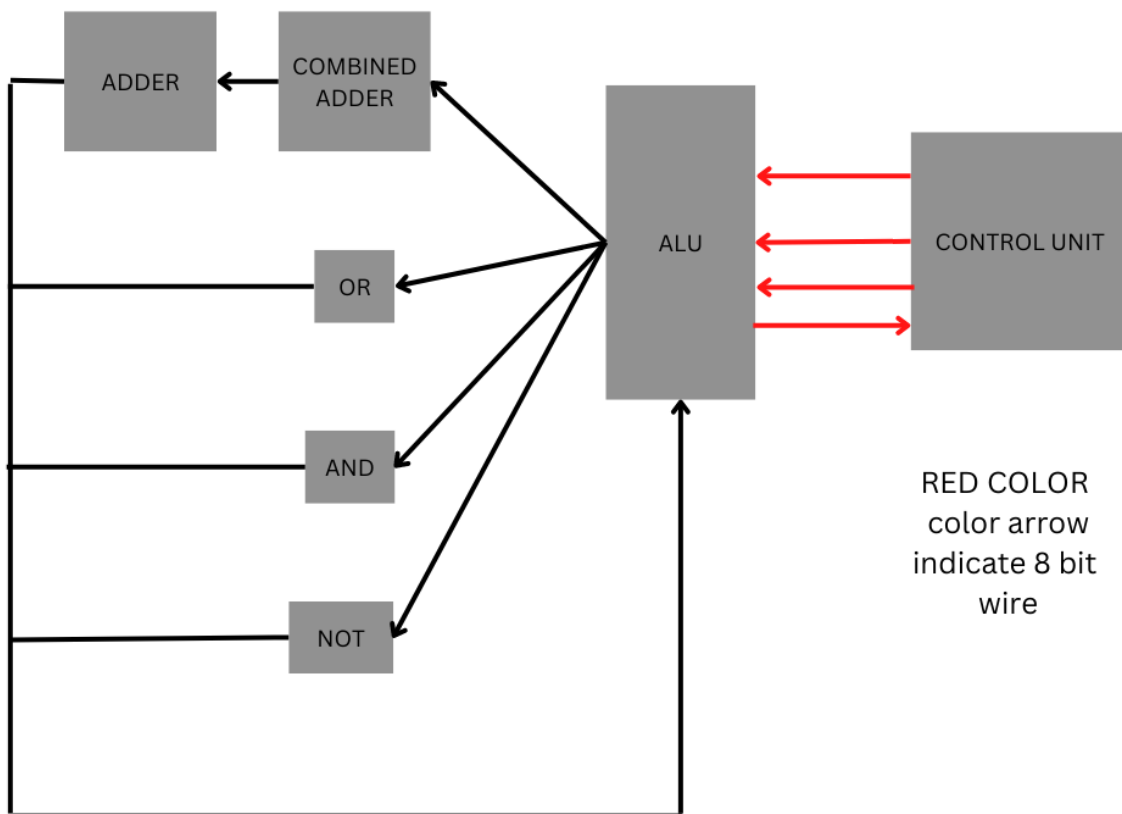 ADDER
COMBINED
ADDER
ALU
CONTROL UNIT
OR
AND
NOT
RED COLOR
color arrow
indicate 8 bit
wire